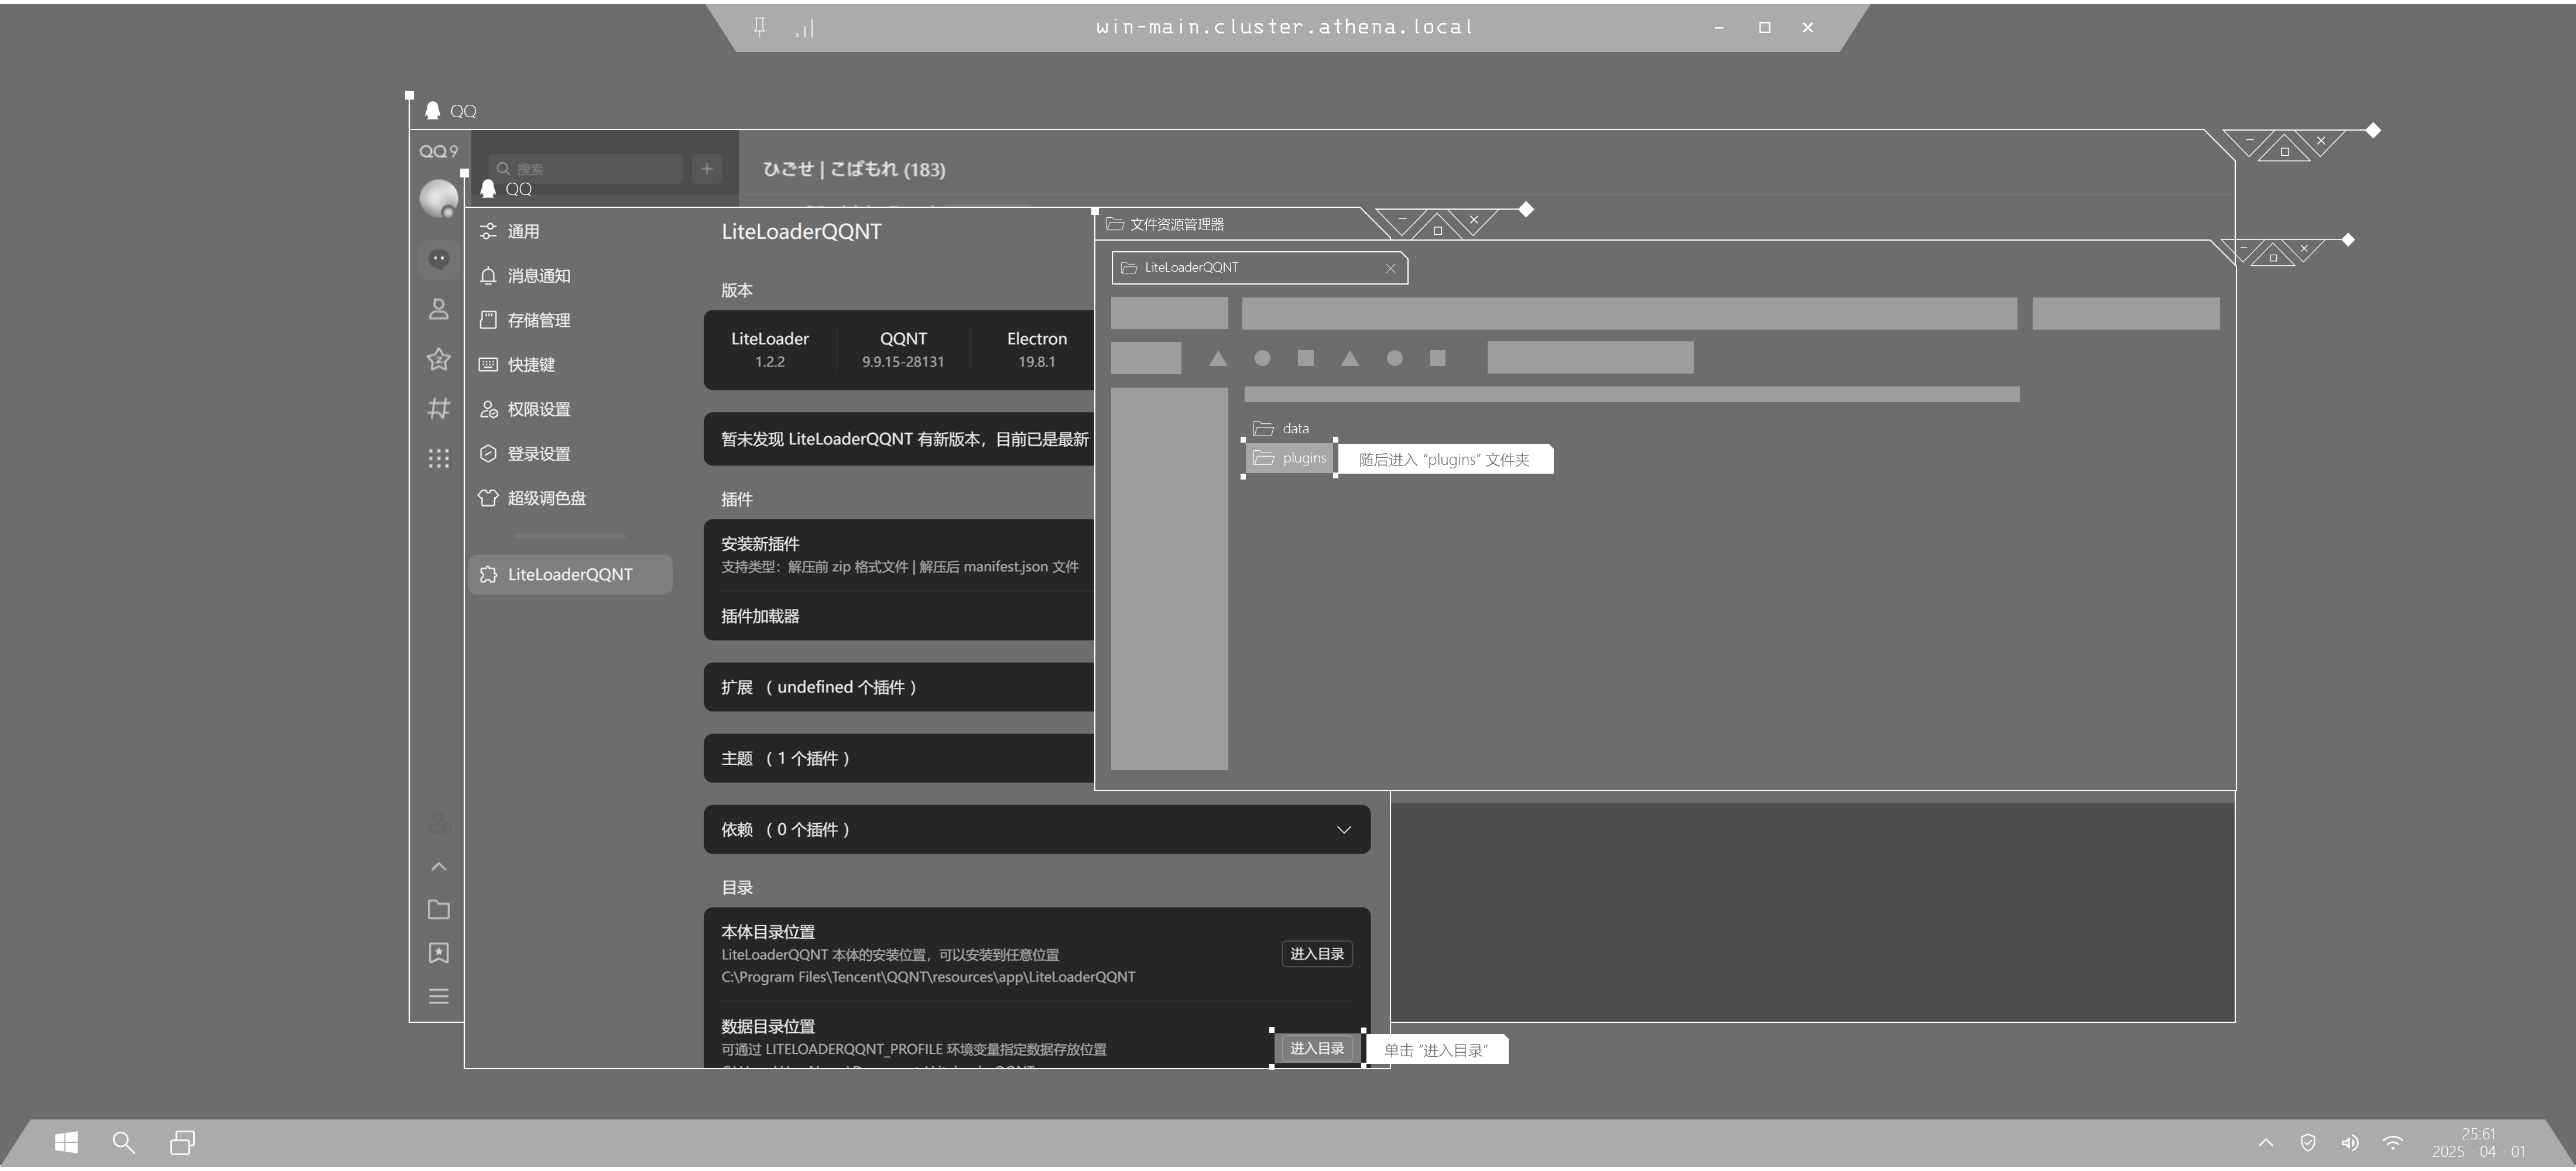 win-main.cluster.athena.local
QQ
QQ9
搜索
ひごせ | こばもれ (183)
QQ
通用
消息通知
存储管理
快捷键
权限设置
登录设置
超级调色盘
LiteLoaderQQNT
LiteLoaderQQNT
版本
LiteLoader
1.2.2
QQNT
9.9.15-28131
Electron
19.8.1
暂未发现 LiteLoaderQQNT 有新版本，目前已是最新
插件
安装新插件
支持类型：解压前 zip 格式文件 | 解压后 manifest.json 文件
插件加载器
扩展 （ undefined 个插件 ）
主题 （ 1 个插件 ）
依赖 （ 0 个插件 ）
目录
本体目录位置
LiteLoaderQQNT 本体的安装位置，可以安装到任意位置
C:\Program Files\Tencent\QQNT\resources\app\LiteLoaderQQNT
进入目录
数据目录位置
可通过 LITELOADERQQNT_PROFILE 环境变量指定数据存放位置
进入目录
单击 “进入目录”
文件资源管理器
LiteLoaderQQNT
data
plugins
随后进入 “plugins” 文件夹
25:61
2025 - 04 - 01